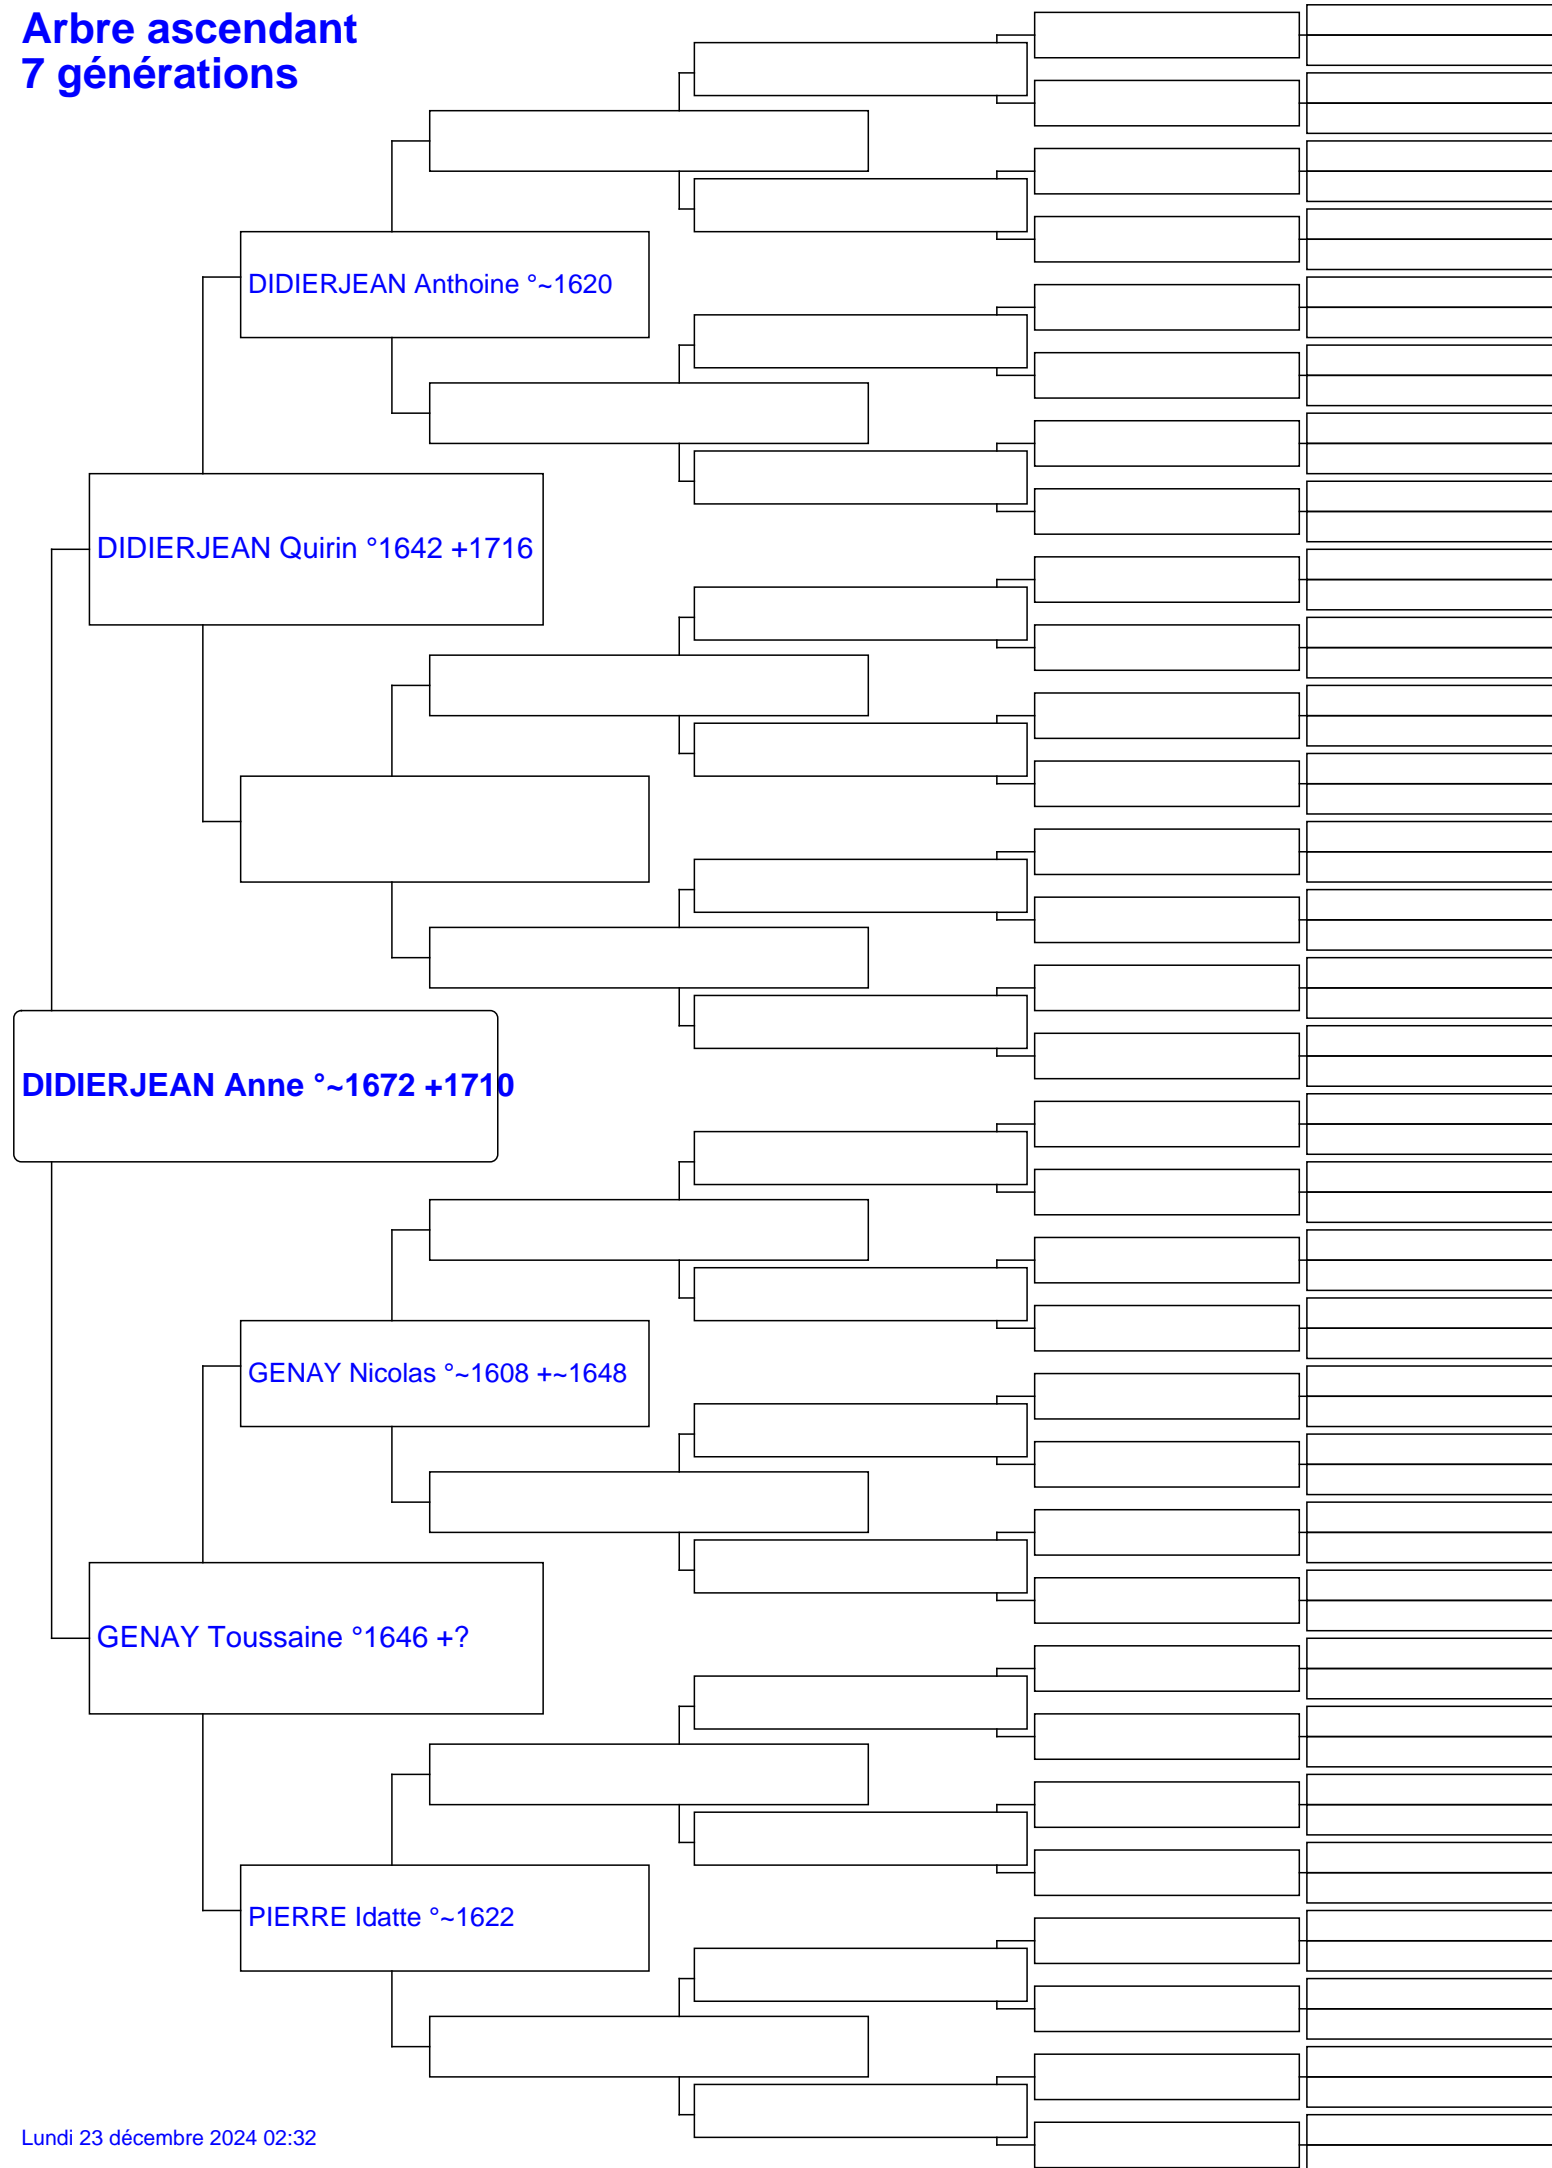 Arbre ascendant
7 générations
DIDIERJEAN Anthoine °~1620
DIDIERJEAN Quirin °1642 +1716
DIDIERJEAN Anne °~1672 +1710
GENAY Nicolas °~1608 +~1648
GENAY Toussaine °1646 +?
PIERRE Idatte °~1622
Lundi 23 décembre 2024 02:32